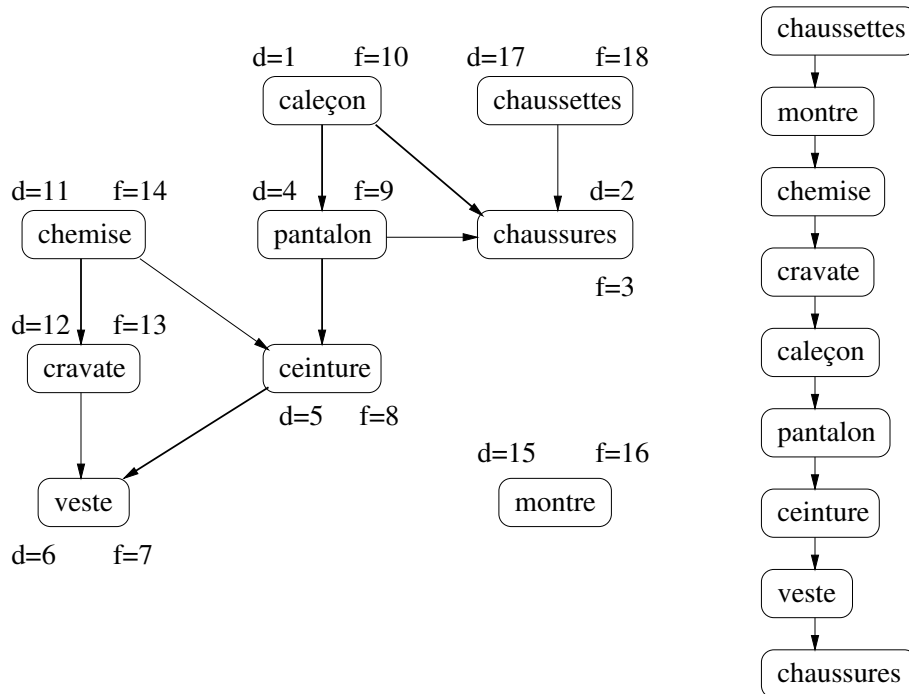 d=1 f=10 d=17 f=18
caleçon chaussettes
d=11 f=14 d=4 f=9 d=2
chemise pantalon chaussures
f=3
d=12 f=13
cravate ceinture
d=5 f=8
d=15 f=16
veste montre
d=6 f=7
chaussettes
montre
chemise
cravate
caleçon
pantalon
ceinture
veste
chaussures